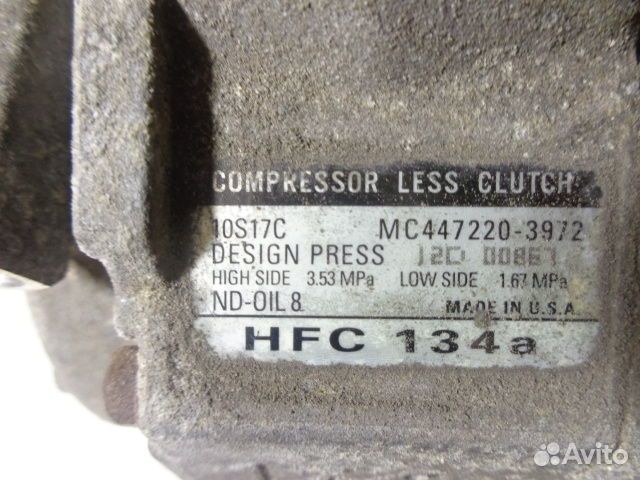 COMPRESSOR LESS CLUTCH
10S17C MC447220-3972
DESIGN PRESS
HIGH SIDE 3.53 MPa LOW SIDE 1.67 MPa
ND-OIL 8 MADE IN U.S.A
HFC 134a
Avito